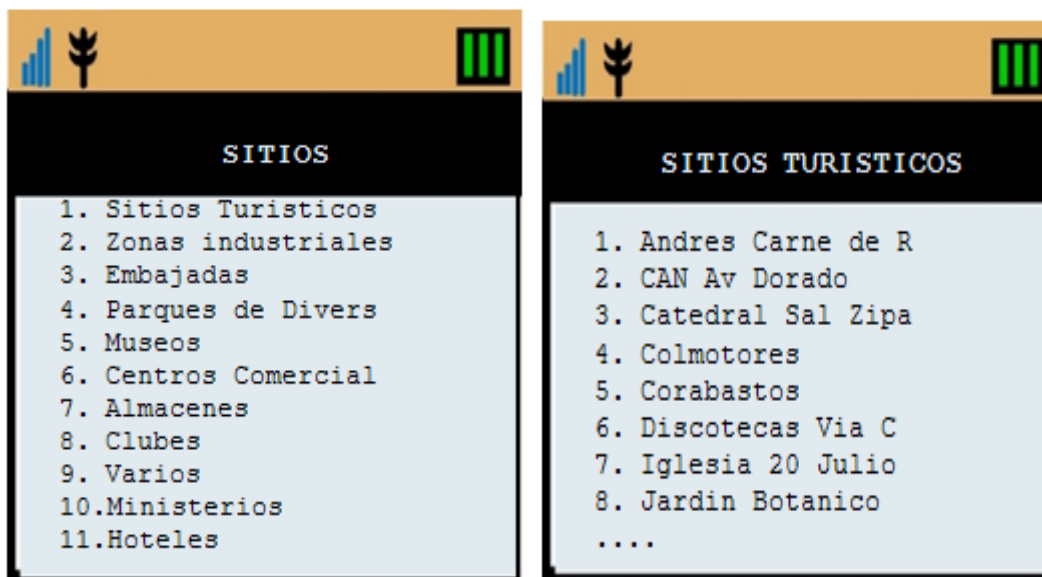 SITIOS
1. Sitios Turisticos
2. Zonas industriales
3. Embajadas
4. Parques de Divers
5. Museos
6. Centros Comercial
7. Almacenes
8. Clubes
9. Varios
10.Ministerios
11.Hoteles
SITIOS TURISTICOS
1. Andres Carne de R
2. CAN Av Dorado
3. Catedral Sal Zipa
4. Colmotores
5. Corabastos
6. Discotecas Via C
7. Iglesia 20 Julio
8. Jardin Botanico
....